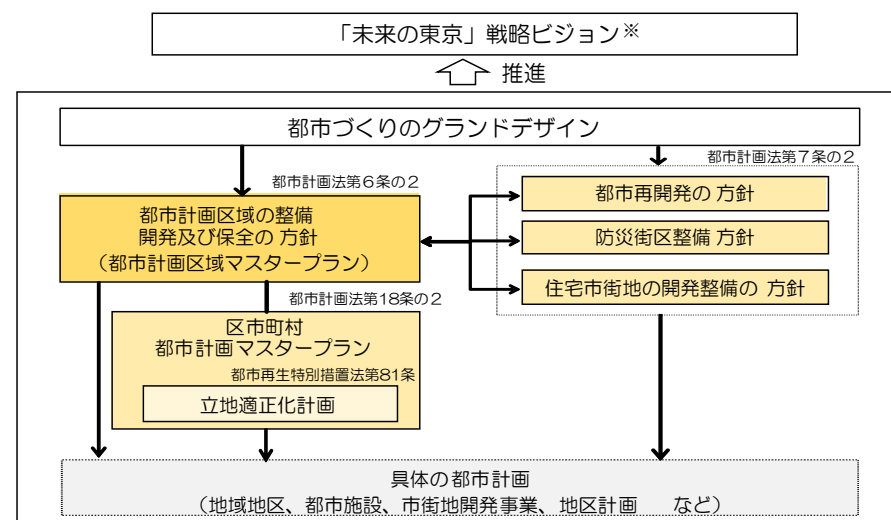 「未来の東京」戦略ビジョン※
推進
都市づくりのグランドデザイン
都市計画法第6条の2
都市計画法第7条の2
都市計画区域の整備
開発及び保全の 方針
（都市計画区域マスタープラン）
都市再開発の 方針
防災街区整備 方針
住宅市街地の開発整備の 方針
都市計画法第18条の2
区市町村
都市計画マスタープラン
都市再生特別措置法第81条
立地適正化計画
具体の都市計画
（地域地区、都市施設、市街地開発事業、地区計画　など）